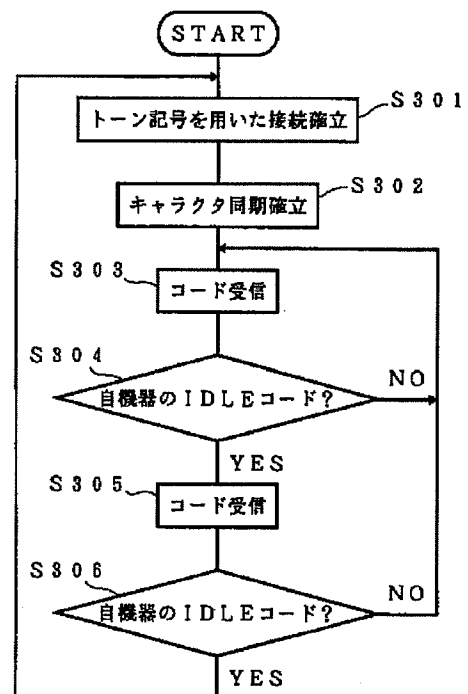 START
トーン記号を用いた接続確立
S301
キャラクタ同期確立
S302
S303
コード受信
S304
自機器のIDLEコード?
NO
YES
S305
コード受信
S306
自機器のIDLEコード?
NO
YES